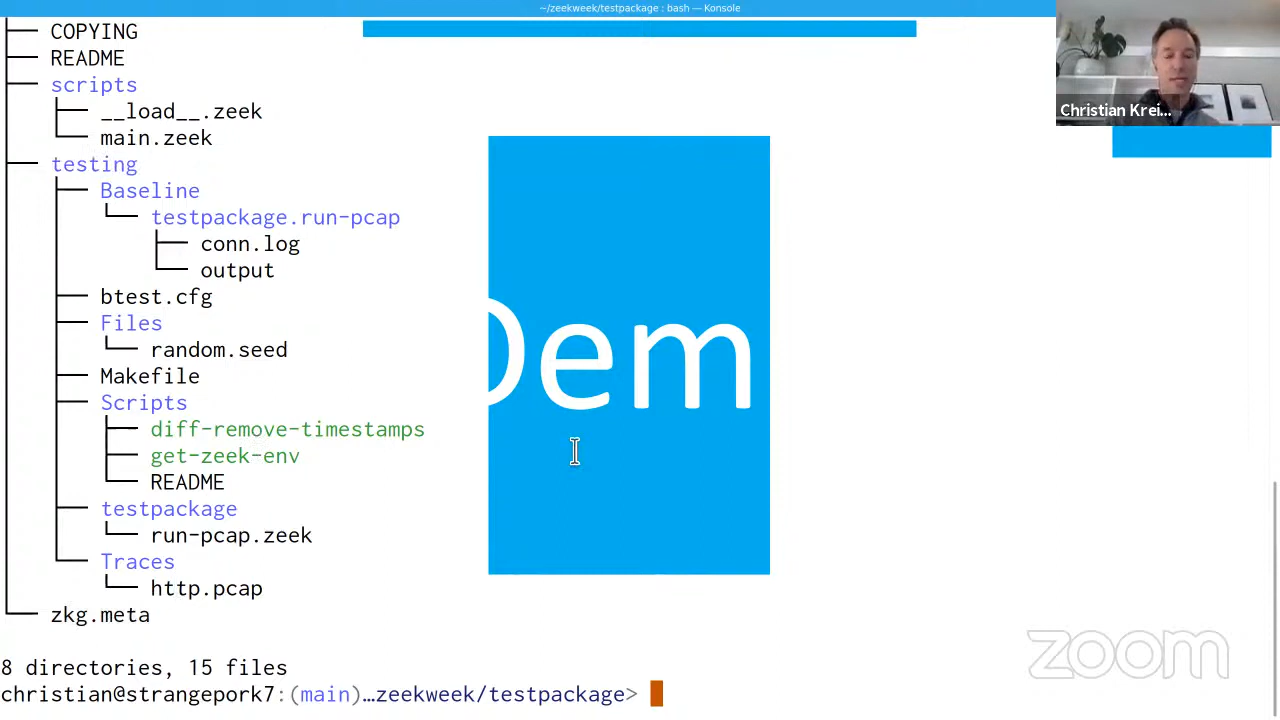 ~/zeekweek/testpackage : bash — Konsole
COPYING
README
scripts
__load__.zeek
main.zeek
testing
Baseline
testpackage.run-pcap
conn.log
output
btest.cfg
Files
random.seed
Makefile
Scripts
diff-remove-timestamps
get-zeek-env
README
testpackage
run-pcap.zeek
Traces
http.pcap
zkg.meta
8 directories, 15 files
christian@strangepork7:(main)…zeekweek/testpackage>
Dem
Christian Krei...
zoom